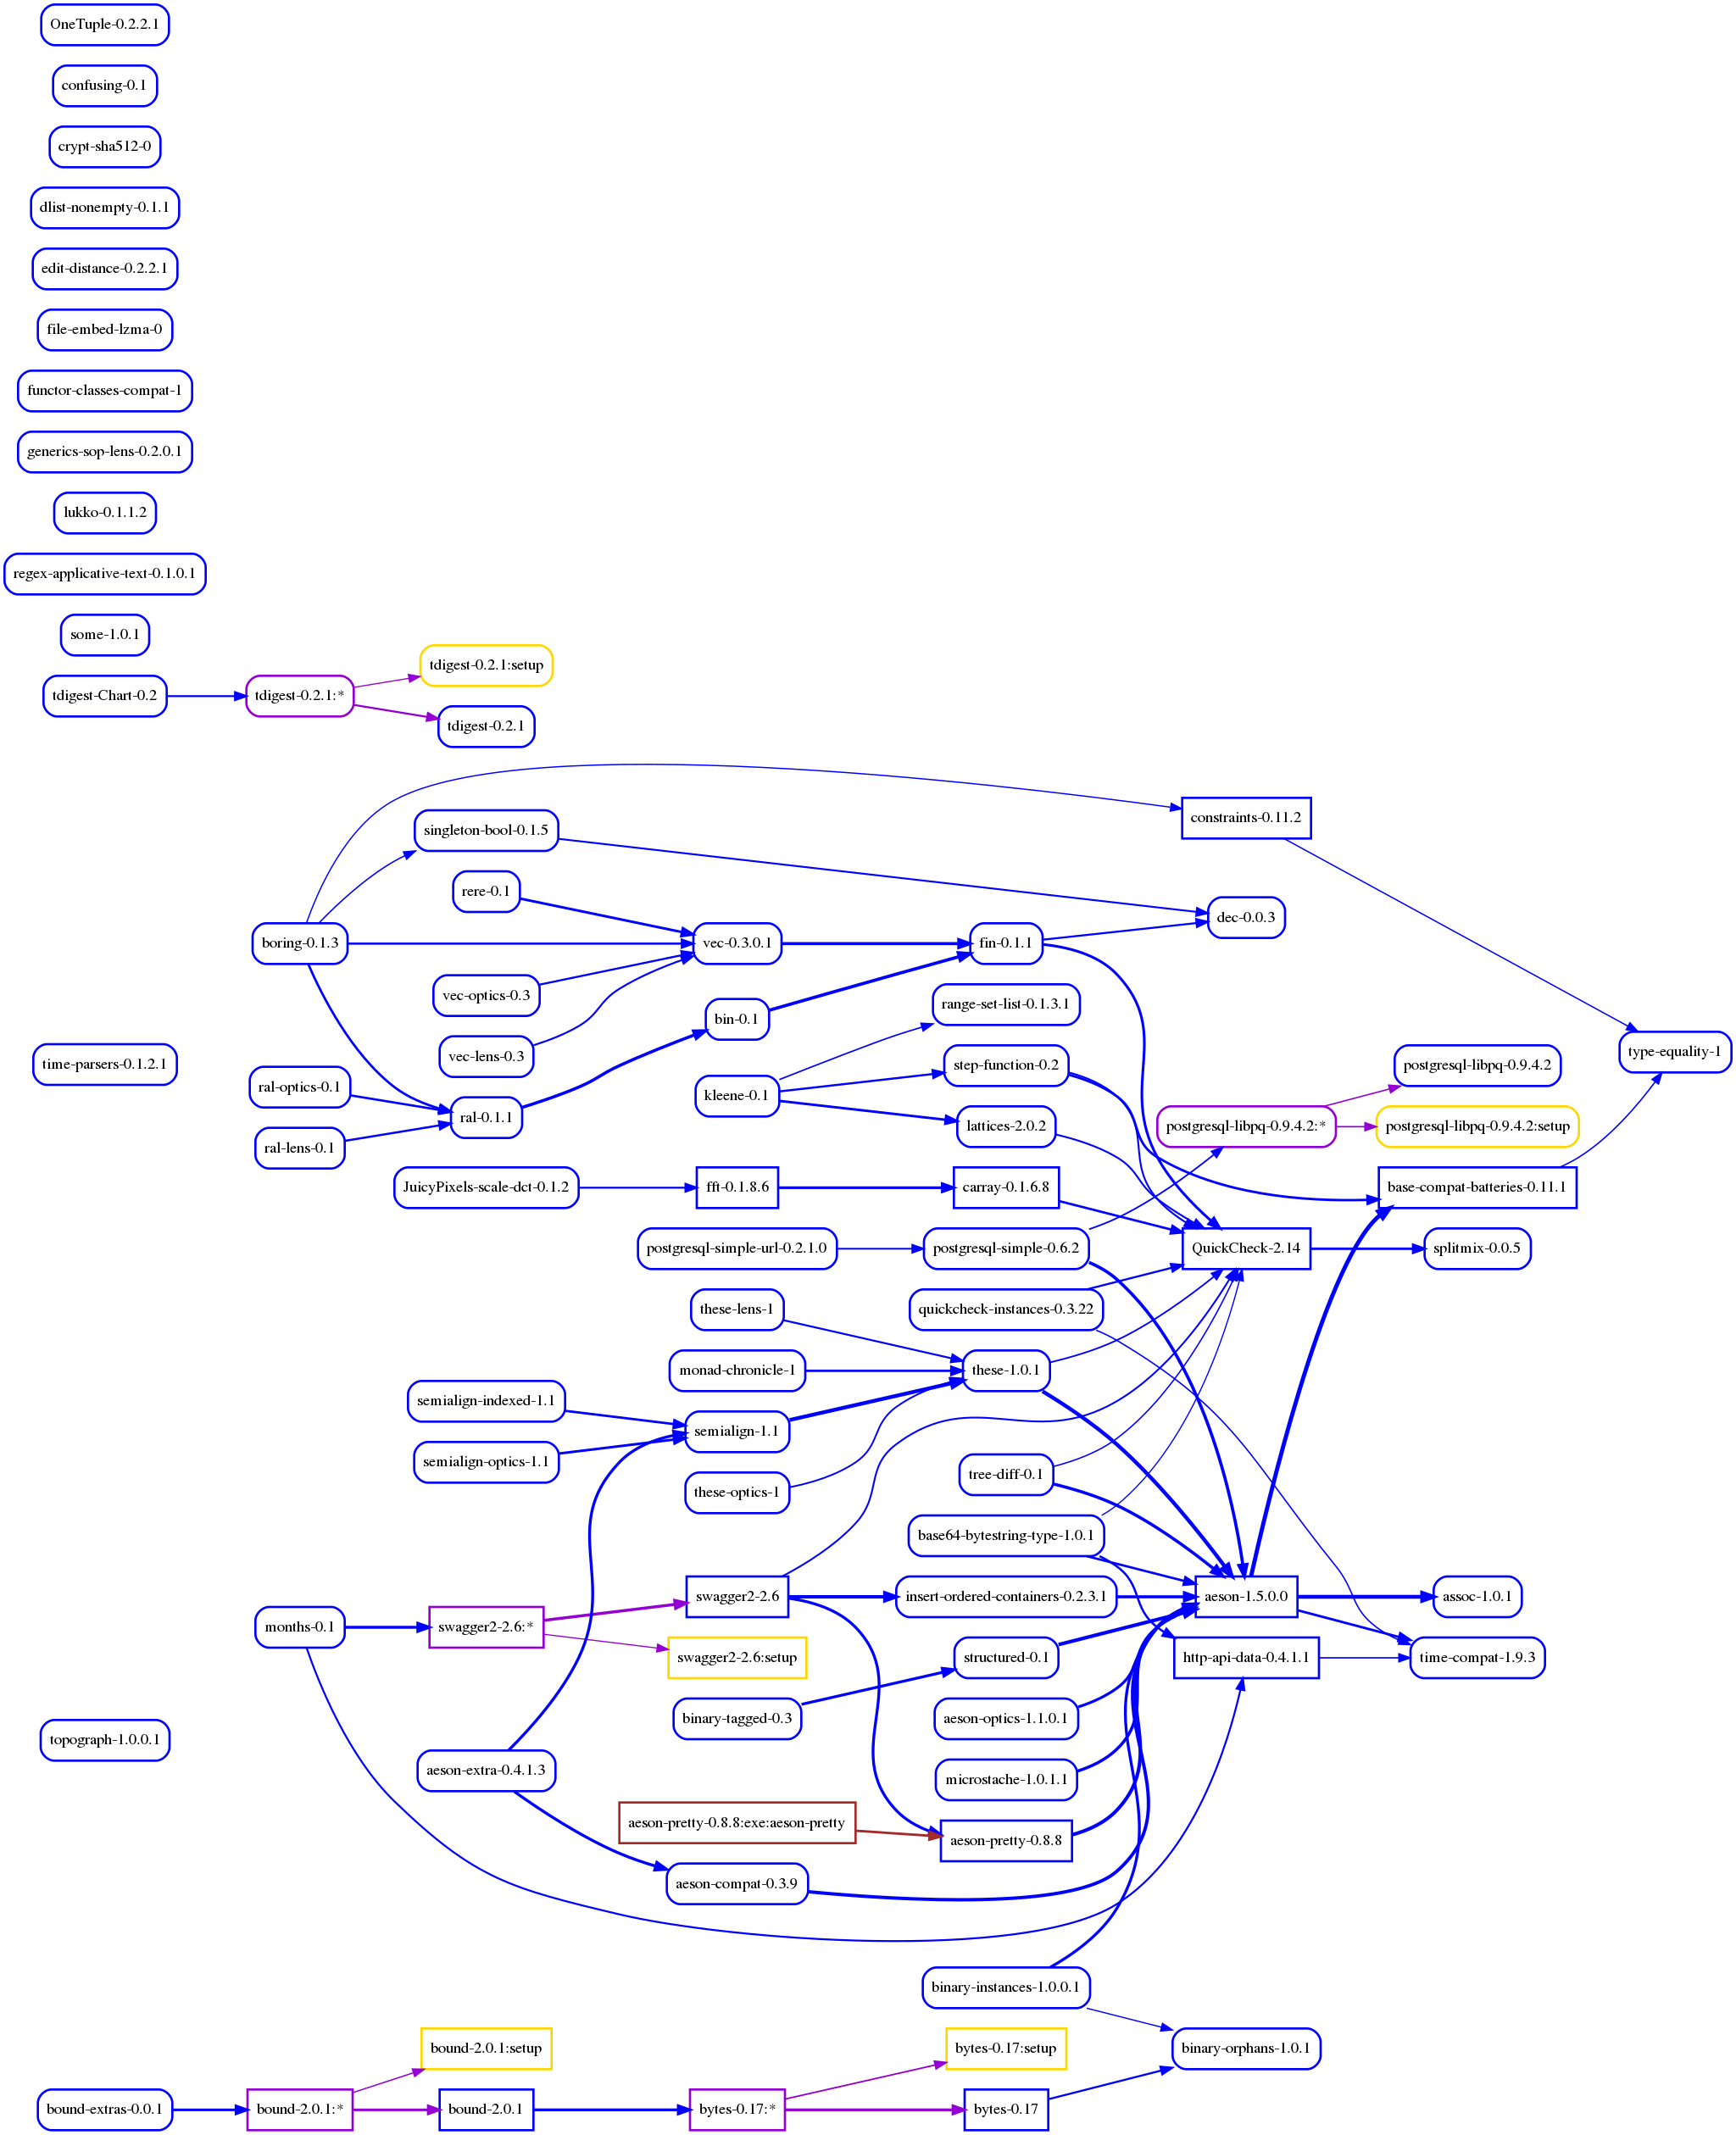 OneTuple-0.2.2.1
confusing-0.1
crypt-sha512-0
dlist-nonempty-0.1.1
edit-distance-0.2.2.1
file-embed-lzma-0
functor-classes-compat-1
generics-sop-lens-0.2.0.1
lukko-0.1.1.2
regex-applicative-text-0.1.0.1
some-1.0.1
tdigest-0.2.1:setup
tdigest-Chart-0.2
tdigest-0.2.1:*
tdigest-0.2.1
constraints-0.11.2
singleton-bool-0.1.5
rere-0.1
dec-0.0.3
boring-0.1.3
vec-0.3.0.1
fin-0.1.1
vec-optics-0.3
range-set-list-0.1.3.1
bin-0.1
vec-lens-0.3
type-equality-1
time-parsers-0.1.2.1
step-function-0.2
postgresql-libpq-0.9.4.2
ral-optics-0.1
kleene-0.1
ral-0.1.1
lattices-2.0.2
postgresql-libpq-0.9.4.2:*
postgresql-libpq-0.9.4.2:setup
ral-lens-0.1
JuicyPixels-scale-dct-0.1.2
fft-0.1.8.6
carray-0.1.6.8
base-compat-batteries-0.11.1
postgresql-simple-url-0.2.1.0
postgresql-simple-0.6.2
QuickCheck-2.14
splitmix-0.0.5
these-lens-1
quickcheck-instances-0.3.22
monad-chronicle-1
these-1.0.1
semialign-indexed-1.1
semialign-1.1
semialign-optics-1.1
tree-diff-0.1
these-optics-1
base64-bytestring-type-1.0.1
swagger2-2.6
insert-ordered-containers-0.2.3.1
aeson-1.5.0.0
assoc-1.0.1
months-0.1
swagger2-2.6:*
swagger2-2.6:setup
structured-0.1
http-api-data-0.4.1.1
time-compat-1.9.3
binary-tagged-0.3
aeson-optics-1.1.0.1
topograph-1.0.0.1
aeson-extra-0.4.1.3
microstache-1.0.1.1
aeson-pretty-0.8.8:exe:aeson-pretty
aeson-pretty-0.8.8
aeson-compat-0.3.9
binary-instances-1.0.0.1
bound-2.0.1:setup
bytes-0.17:setup
binary-orphans-1.0.1
bound-extras-0.0.1
bound-2.0.1:*
bound-2.0.1
bytes-0.17:*
bytes-0.17